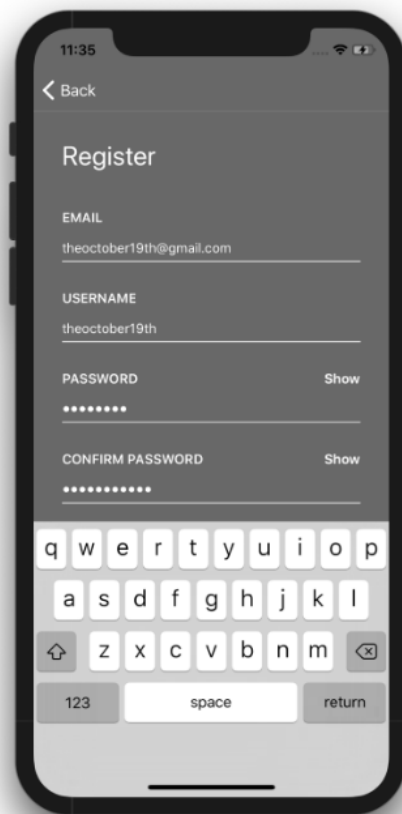 11:35
Back
Register
EMAIL
theoctober19th@gmail.com
USERNAME
theoctober19th
PASSWORD Show
••••••••
CONFIRM PASSWORD Show
•••••••••••
q w e r t y u i o p
a s d f g h j k l
z x c v b n m
123 space return